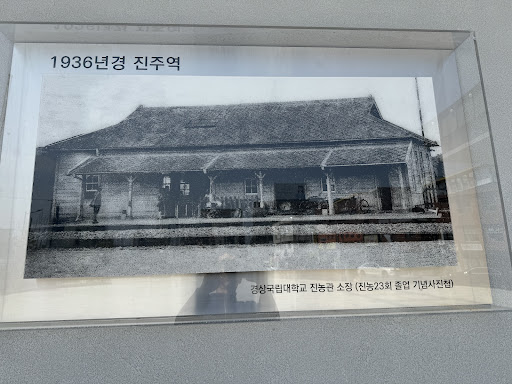 1936년경 진주역
경상국립대학교 진농관 소장 (진농23회 졸업 기념사진첩)